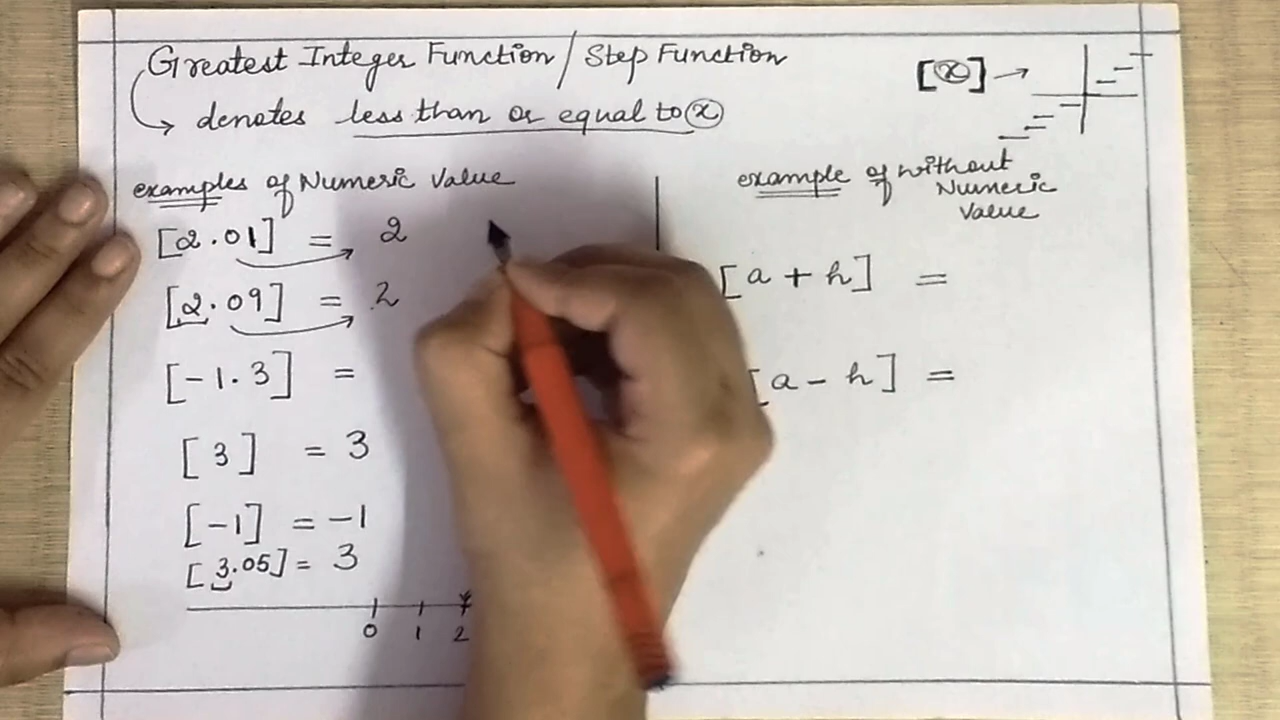 Greatest Integer Function / Step Function
[x] →
denotes less than or equal to x
examples of Numeric Value
[2.01] = 2
[2.09] = 2
[-1.3] =
[3] = 3
[-1] = -1
[3.05] = 3
0 1 2
example of without
Numeric
Value
[a + h] =
[a - h] =